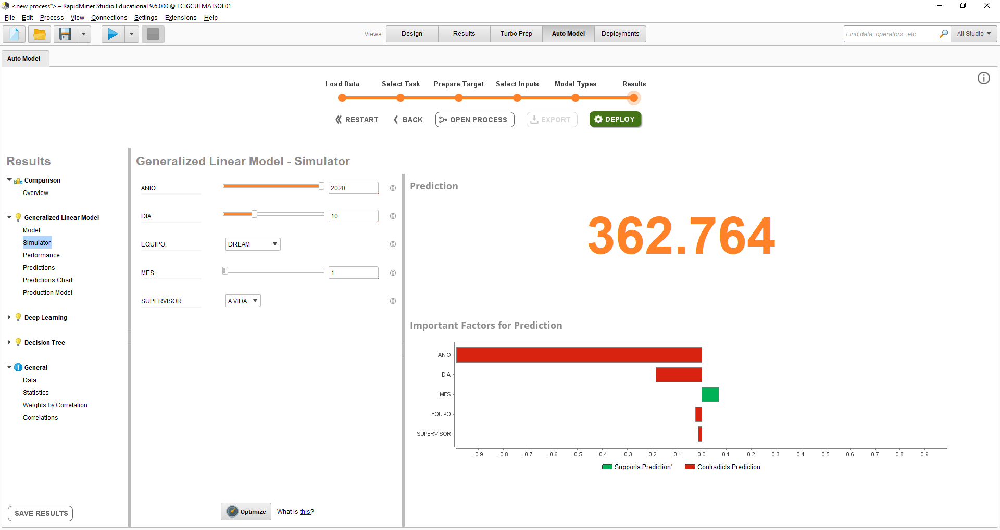 <new process*> – RapidMiner Studio Educational 9.6.000 @ ECIGCUEMATSOF01
File Edit Process View Connections Settings Extensions Help
Views: Design Results Turbo Prep Auto Model Deployments
Find data, operators...etc
All Studio
Auto Model
Load Data Select Task Prepare Target Select Inputs Model Types Results
RESTART BACK OPEN PROCESS EXPORT DEPLOY
Results
Comparison
Overview
Generalized Linear Model
Model
Simulator
Performance
Predictions
Predictions Chart
Production Model
Deep Learning
Decision Tree
General
Data
Statistics
Weights by Correlation
Correlations
SAVE RESULTS
Generalized Linear Model - Simulator
ANIO: 2020
DIA: 10
EQUIPO: DREAM
MES: 1
SUPERVISOR: A VIDA
Optimize What is this?
Prediction
362.764
Important Factors for Prediction
ANIO
DIA
MES
EQUIPO
SUPERVISOR
-0.9 -0.8 -0.7 -0.6 -0.5 -0.4 -0.3 -0.2 -0.1 0.0 0.1 0.2 0.3 0.4 0.5 0.6 0.7 0.8 0.9
Supports Prediction' Contradicts Prediction